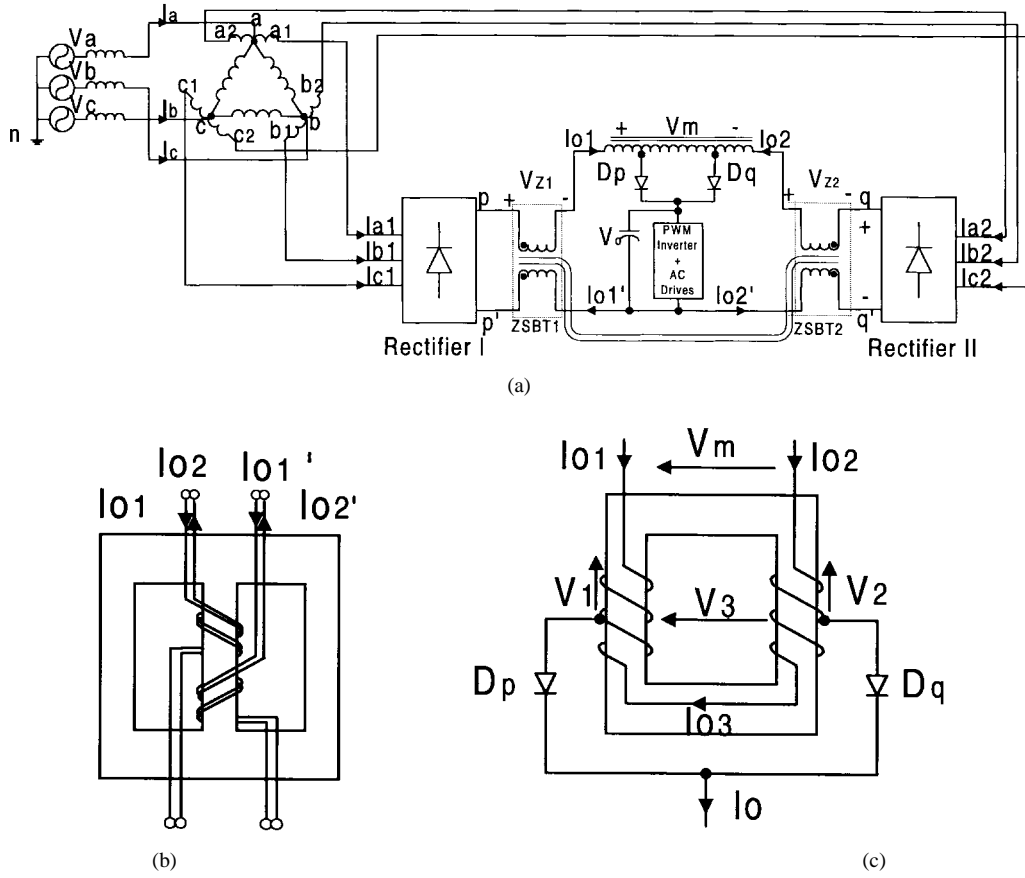 Ia
a
a2
a1
Va
Vb
Vc
n
Ib
Ic
c1
c
c2
b1
b
b2
Io1
+
Vm
-
Io2
Dp
Dq
VZ1
+
-
VZ2
+
-
p
q
+
Vo
PWM
Inverter
+
AC
Drives
Ia1
Ib1
Ic1
Ia2
Ib2
Ic2
p'
ZSBT1
Io1'
Io2'
ZSBT2
-
q'
Rectifier I
Rectifier II
(a)
Io2
Io1'
Io1
Io2'
(b)
Io1
Vm
Io2
V1
V3
V2
Dp
Io3
Dq
Io
(c)